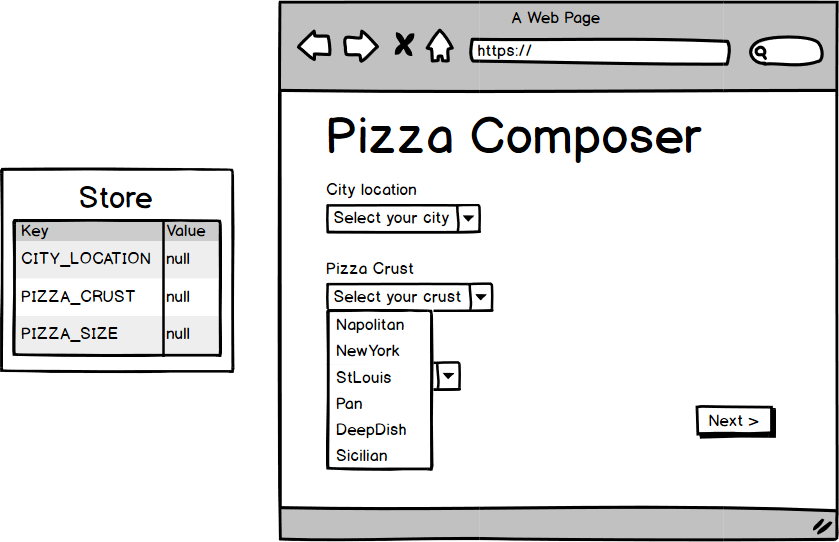 A Web Page
https://
Pizza Composer
City location
Select your city
Pizza Crust
Select your crust
Napolitan
NewYork
StLouis
Pan
DeepDish
Sicilian
Next >
Store
Key Value
CITY_LOCATION null
PIZZA_CRUST null
PIZZA_SIZE null